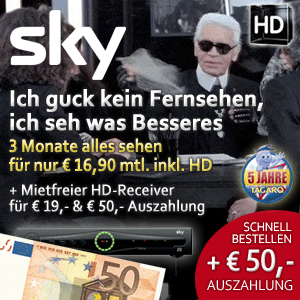 sky
HD
Ich guck kein Fernsehen,
ich seh was Besseres
3 Monate alles sehen
für nur € 16,90 mtl. inkl. HD
+ Mietfreier HD-Receiver
für € 19,- & € 50,- Auszahlung
5 JAHRE
TAGARO
sky
50
SCHNELL
BESTELLEN
+ € 50,-
AUSZAHLUNG